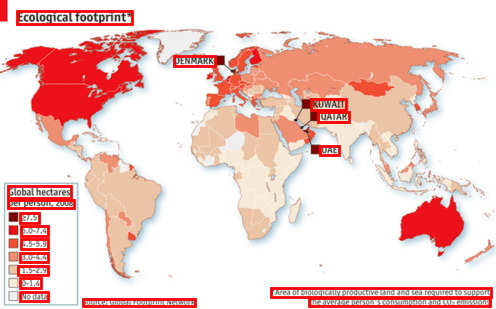 Ecological footprint*
DENMARK
KUWAIT
QATAR
UAE
Global hectares
per person, 2008
≥7.5
6.0-7.4
4.5-5.9
3.0-4.4
1.5-2.9
0-1.4
No data
Source: Global Footprint Network
*Area of biologically productive land and sea required to support
the average person's consumption and CO₂ emissions